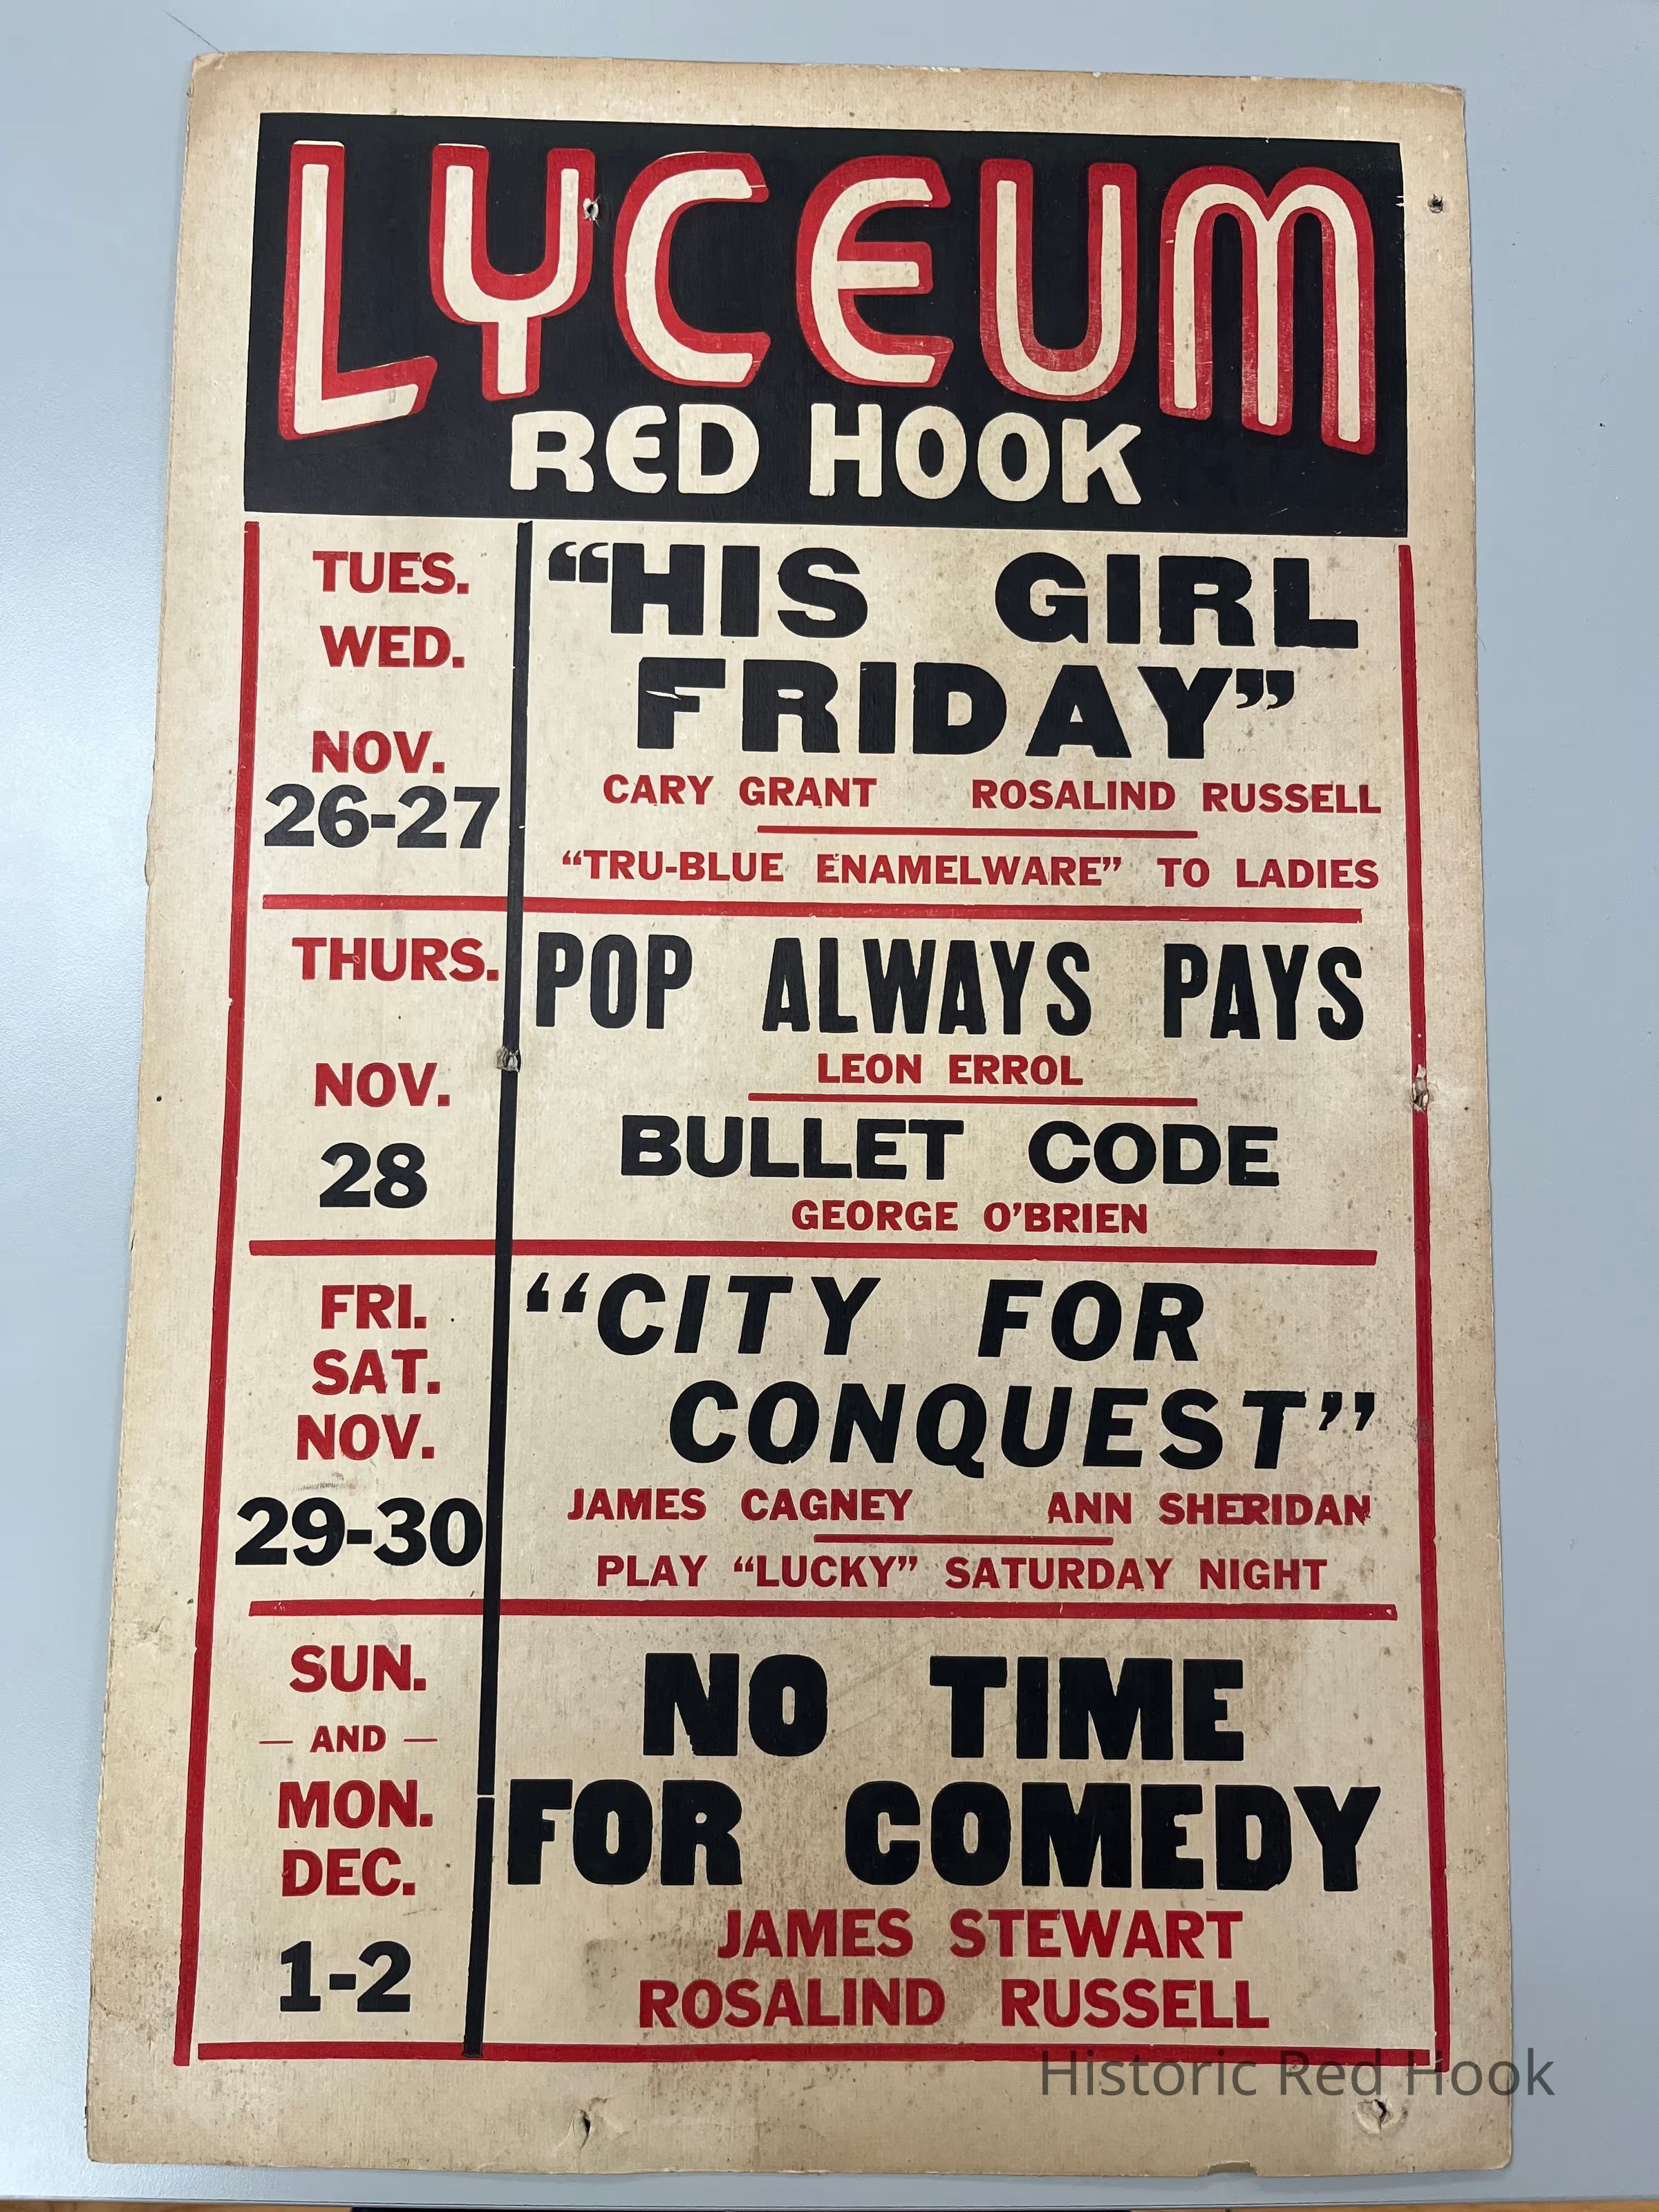 LYCEUM
RED HOOK
TUES.
WED.
NOV.
26-27
“HIS GIRL
FRIDAY”
CARY GRANT ROSALIND RUSSELL
“TRU-BLUE ENAMELWARE” TO LADIES
THURS.
NOV.
28
POP ALWAYS PAYS
LEON ERROL
BULLET CODE
GEORGE O’BRIEN
FRI.
SAT.
NOV.
29-30
“CITY FOR
CONQUEST”
JAMES CAGNEY ANN SHERIDAN
PLAY “LUCKY” SATURDAY NIGHT
SUN.
— AND —
MON.
DEC.
1-2
NO TIME
FOR COMEDY
JAMES STEWART
ROSALIND RUSSELL
Historic Red Hook